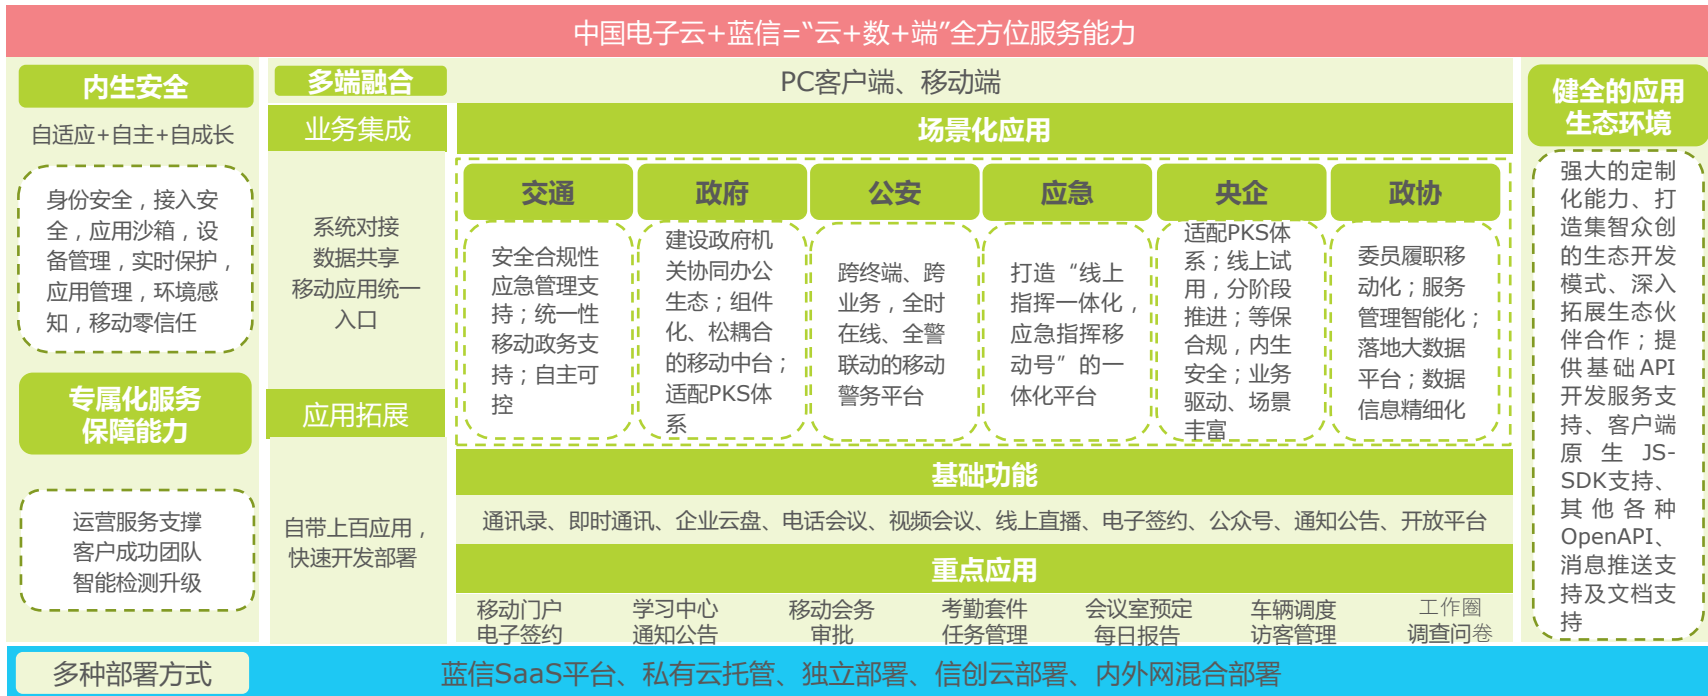 中国电子云+蓝信=“云+数+端”全方位服务能力
内生安全
自适应+自主+自成长
身份安全，接入安
全，应用沙箱，设
备管理，实时保护，
应用管理，环境感
知，移动零信任
专属化服务
保障能力
运营服务支撑
客户成功团队
智能检测升级
多端融合
PC客户端、移动端
业务集成
系统对接
数据共享
移动应用统一
入口
应用拓展
自带上百应用，
快速开发部署
场景化应用
交通
安全合规性
应急管理支
持；统一性
移动政务支
持；自主可
控
政府
建设政府机
关协同办公
生态；组件
化、松耦合
的移动中台；
适配PKS体
系
公安
跨终端、跨
业务，全时
在线、全警
联动的移动
警务平台
应急
打造“线上
指挥一体化，
应急指挥移
动号”的一
体化平台
央企
适配PKS体
系；线上试
用，分阶段
推进；等保
合规，内生
安全；业务
驱动、场景
丰富
政协
委员履职移
动化；服务
管理智能化；
落地大数据
平台；数据
信息精细化
基础功能
通讯录、即时通讯、企业云盘、电话会议、视频会议、线上直播、电子签约、公众号、通知公告、开放平台
重点应用
移动门户 学习中心 移动会务 考勤套件 会议室预定 车辆调度 工作圈
电子签约 通知公告 审批 任务管理 每日报告 访客管理 调查问卷
健全的应用
生态环境
强大的定制
化能力、打
造集智众创
的生态开发
模式、深入
拓展生态伙
伴合作；提
供基础API
开发服务支
持、客户端
原生JS-
SDK支持、
其他各种
OpenAPI、
消息推送支
持及文档支
持
多种部署方式
蓝信SaaS平台、私有云托管、独立部署、信创云部署、内外网混合部署